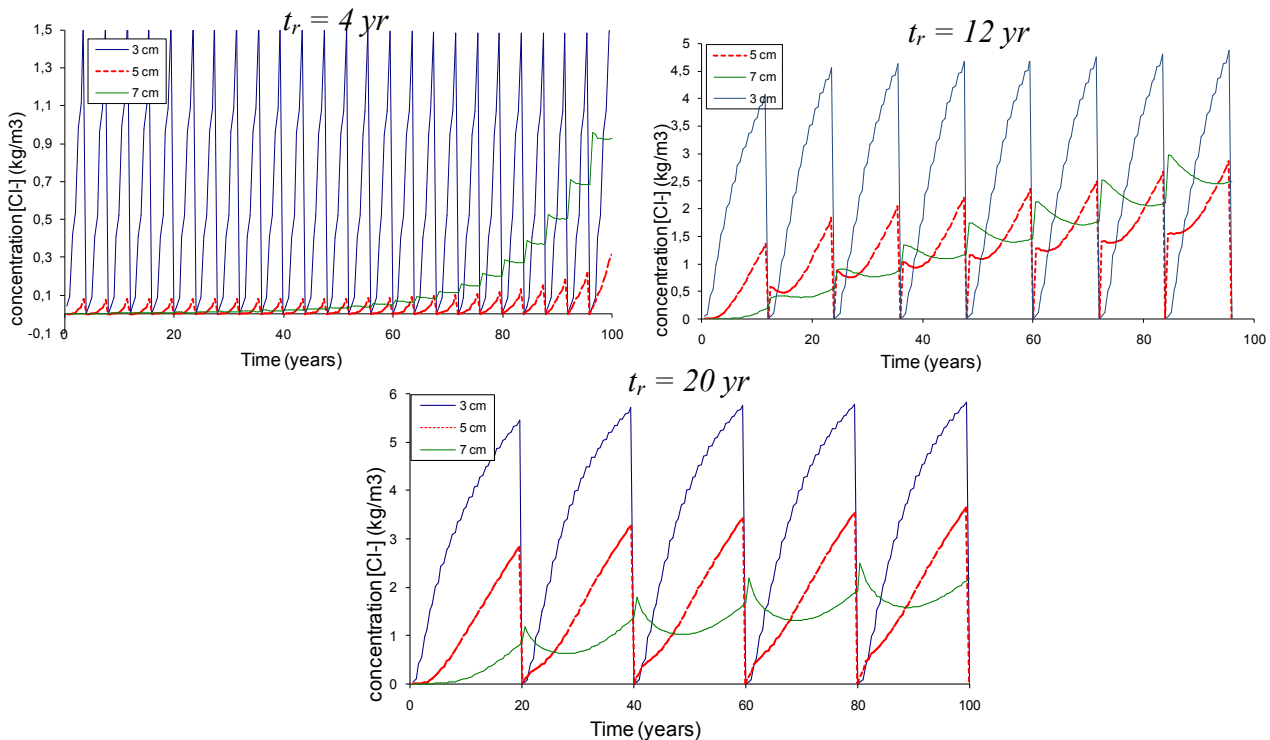 t_r = 4 yr
concentration [Cl-] (kg/m3)
1,5
1,3
1,1
0,9
0,7
0,5
0,3
0,1
-0,1
3 cm
5 cm
7 cm
0 20 40 60 80 100
Time (years)
t_r = 12 yr
concentration [Cl-] (kg/m3)
5
4,5
4
3,5
3
2,5
2
1,5
1
0,5
0
5 cm
7 cm
3 cm
0 20 40 60 80 100
Time (years)
t_r = 20 yr
concentration [Cl-] (kg/m3)
6
5
4
3
2
1
0
3 cm
5 cm
7 cm
0 20 40 60 80 100
Time (years)